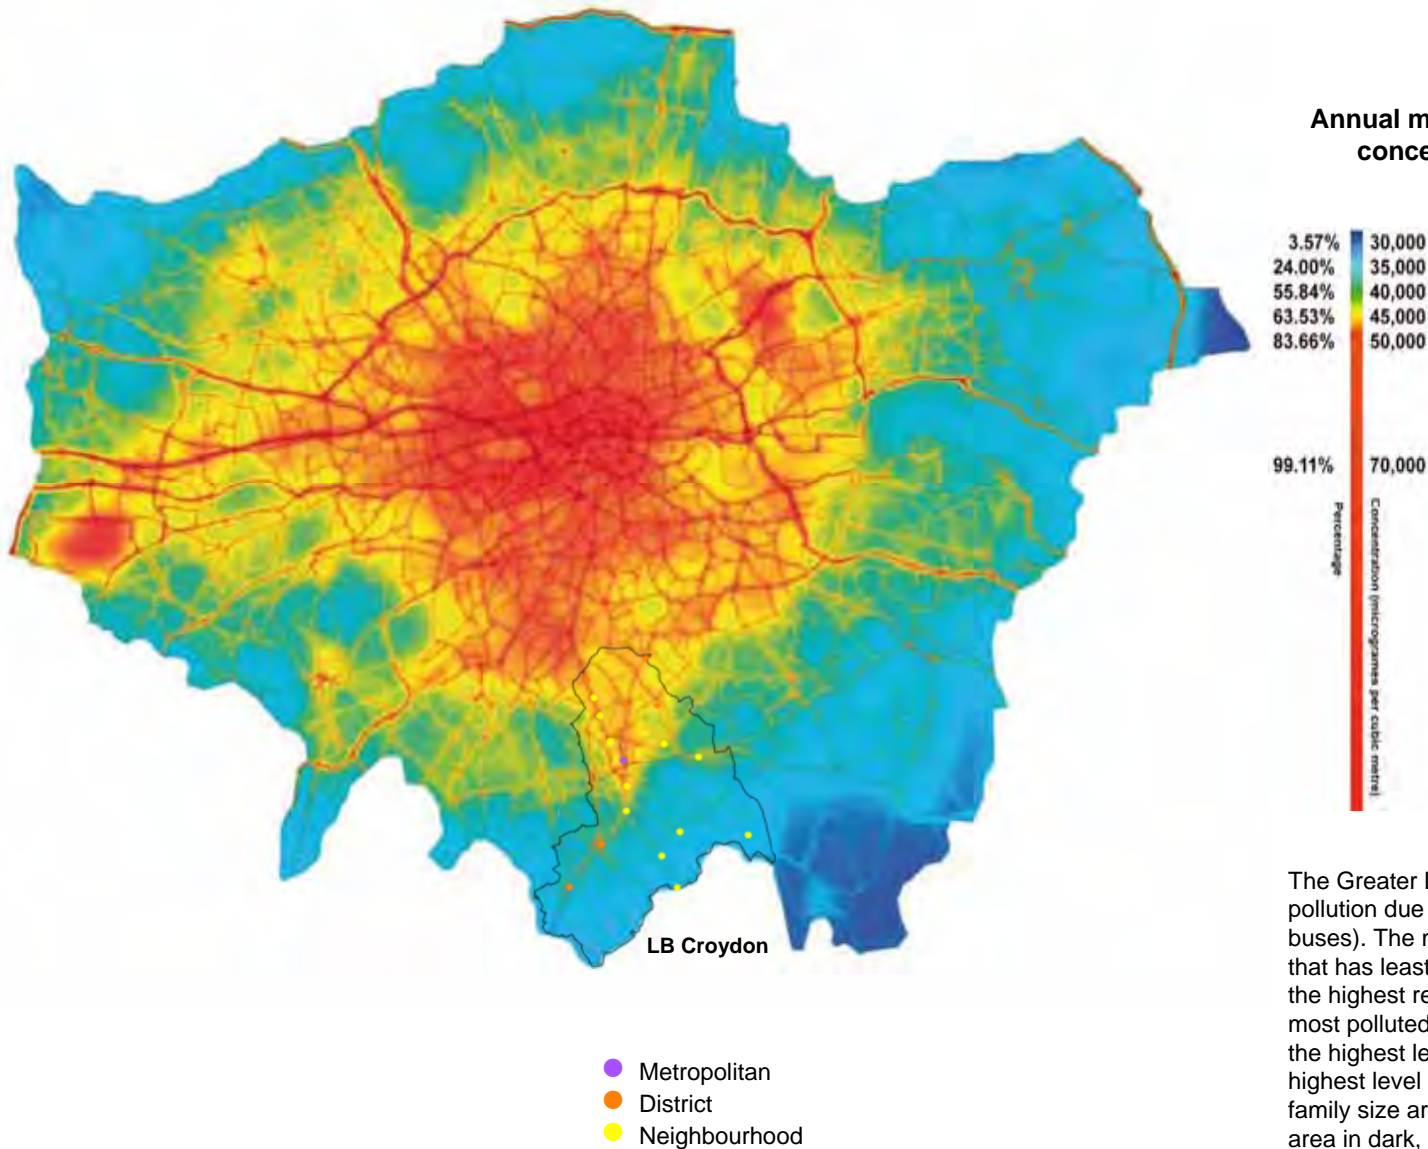 Annual m
conce
3.57% 30,000
24.00% 35,000
55.84% 40,000
63.53% 45,000
83.66% 50,000
99.11% 70,000
Percentage
Concentration (microgrames per cubic metre)
LB Croydon
The Greater
pollution due
buses). The
that has least
the highest re
most polluted
the highest le
highest level
family size ar
area in dark,
Metropolitan
District
Neighbourhood